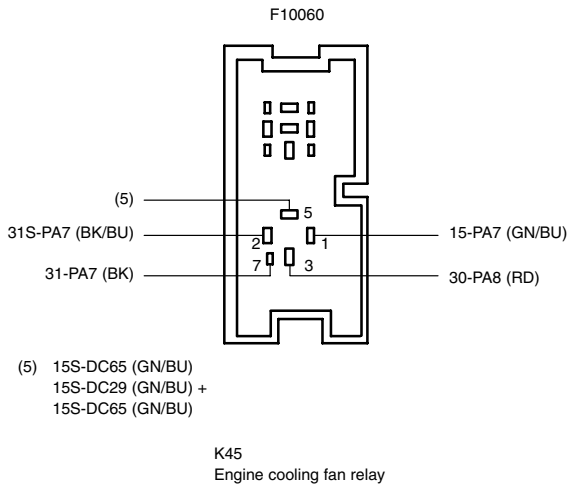 F10060
(5)
5
31S-PA7 (BK/BU)
2
1
15-PA7 (GN/BU)
31-PA7 (BK)
7
3
30-PA8 (RD)
(5) 15S-DC65 (GN/BU)
15S-DC29 (GN/BU) +
15S-DC65 (GN/BU)
K45
Engine cooling fan relay